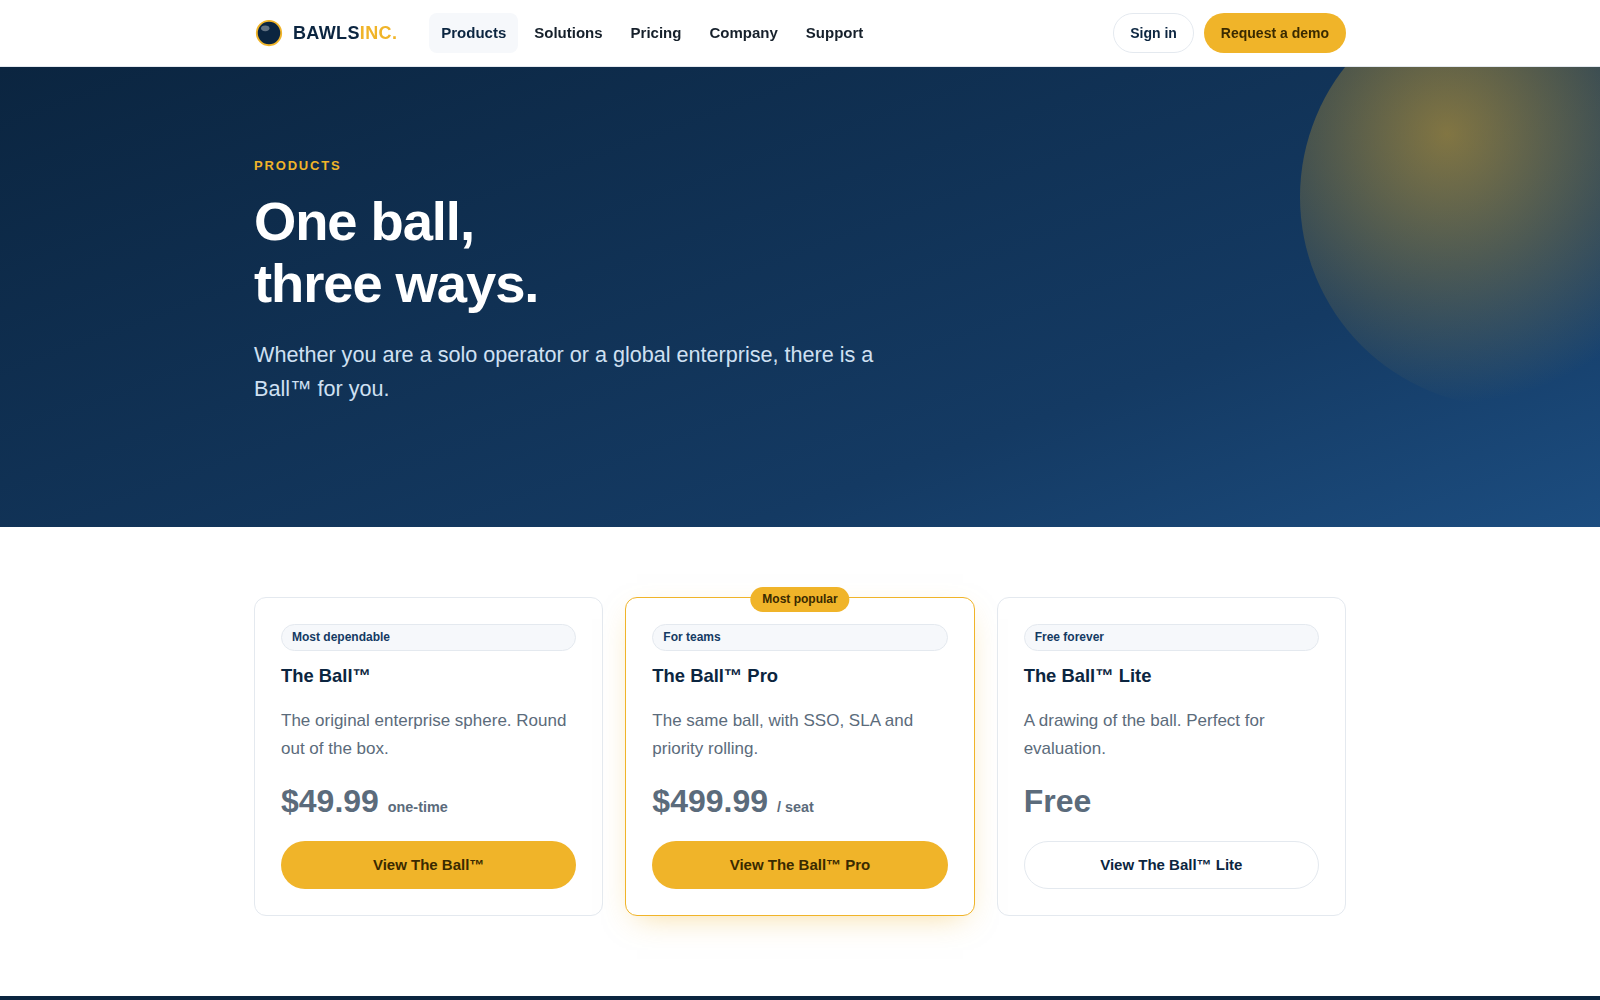 BAWLSINC.
Products
Solutions
Pricing
Company
Support
Sign in
Request a demo
PRODUCTS
One ball,
three ways.
Whether you are a solo operator or a global enterprise, there is a
Ball™ for you.
Most dependable
The Ball™
The original enterprise sphere. Round
out of the box.
$49.99 one-time
View The Ball™
Most popular
For teams
The Ball™ Pro
The same ball, with SSO, SLA and
priority rolling.
$499.99 / seat
View The Ball™ Pro
Free forever
The Ball™ Lite
A drawing of the ball. Perfect for
evaluation.
Free
View The Ball™ Lite